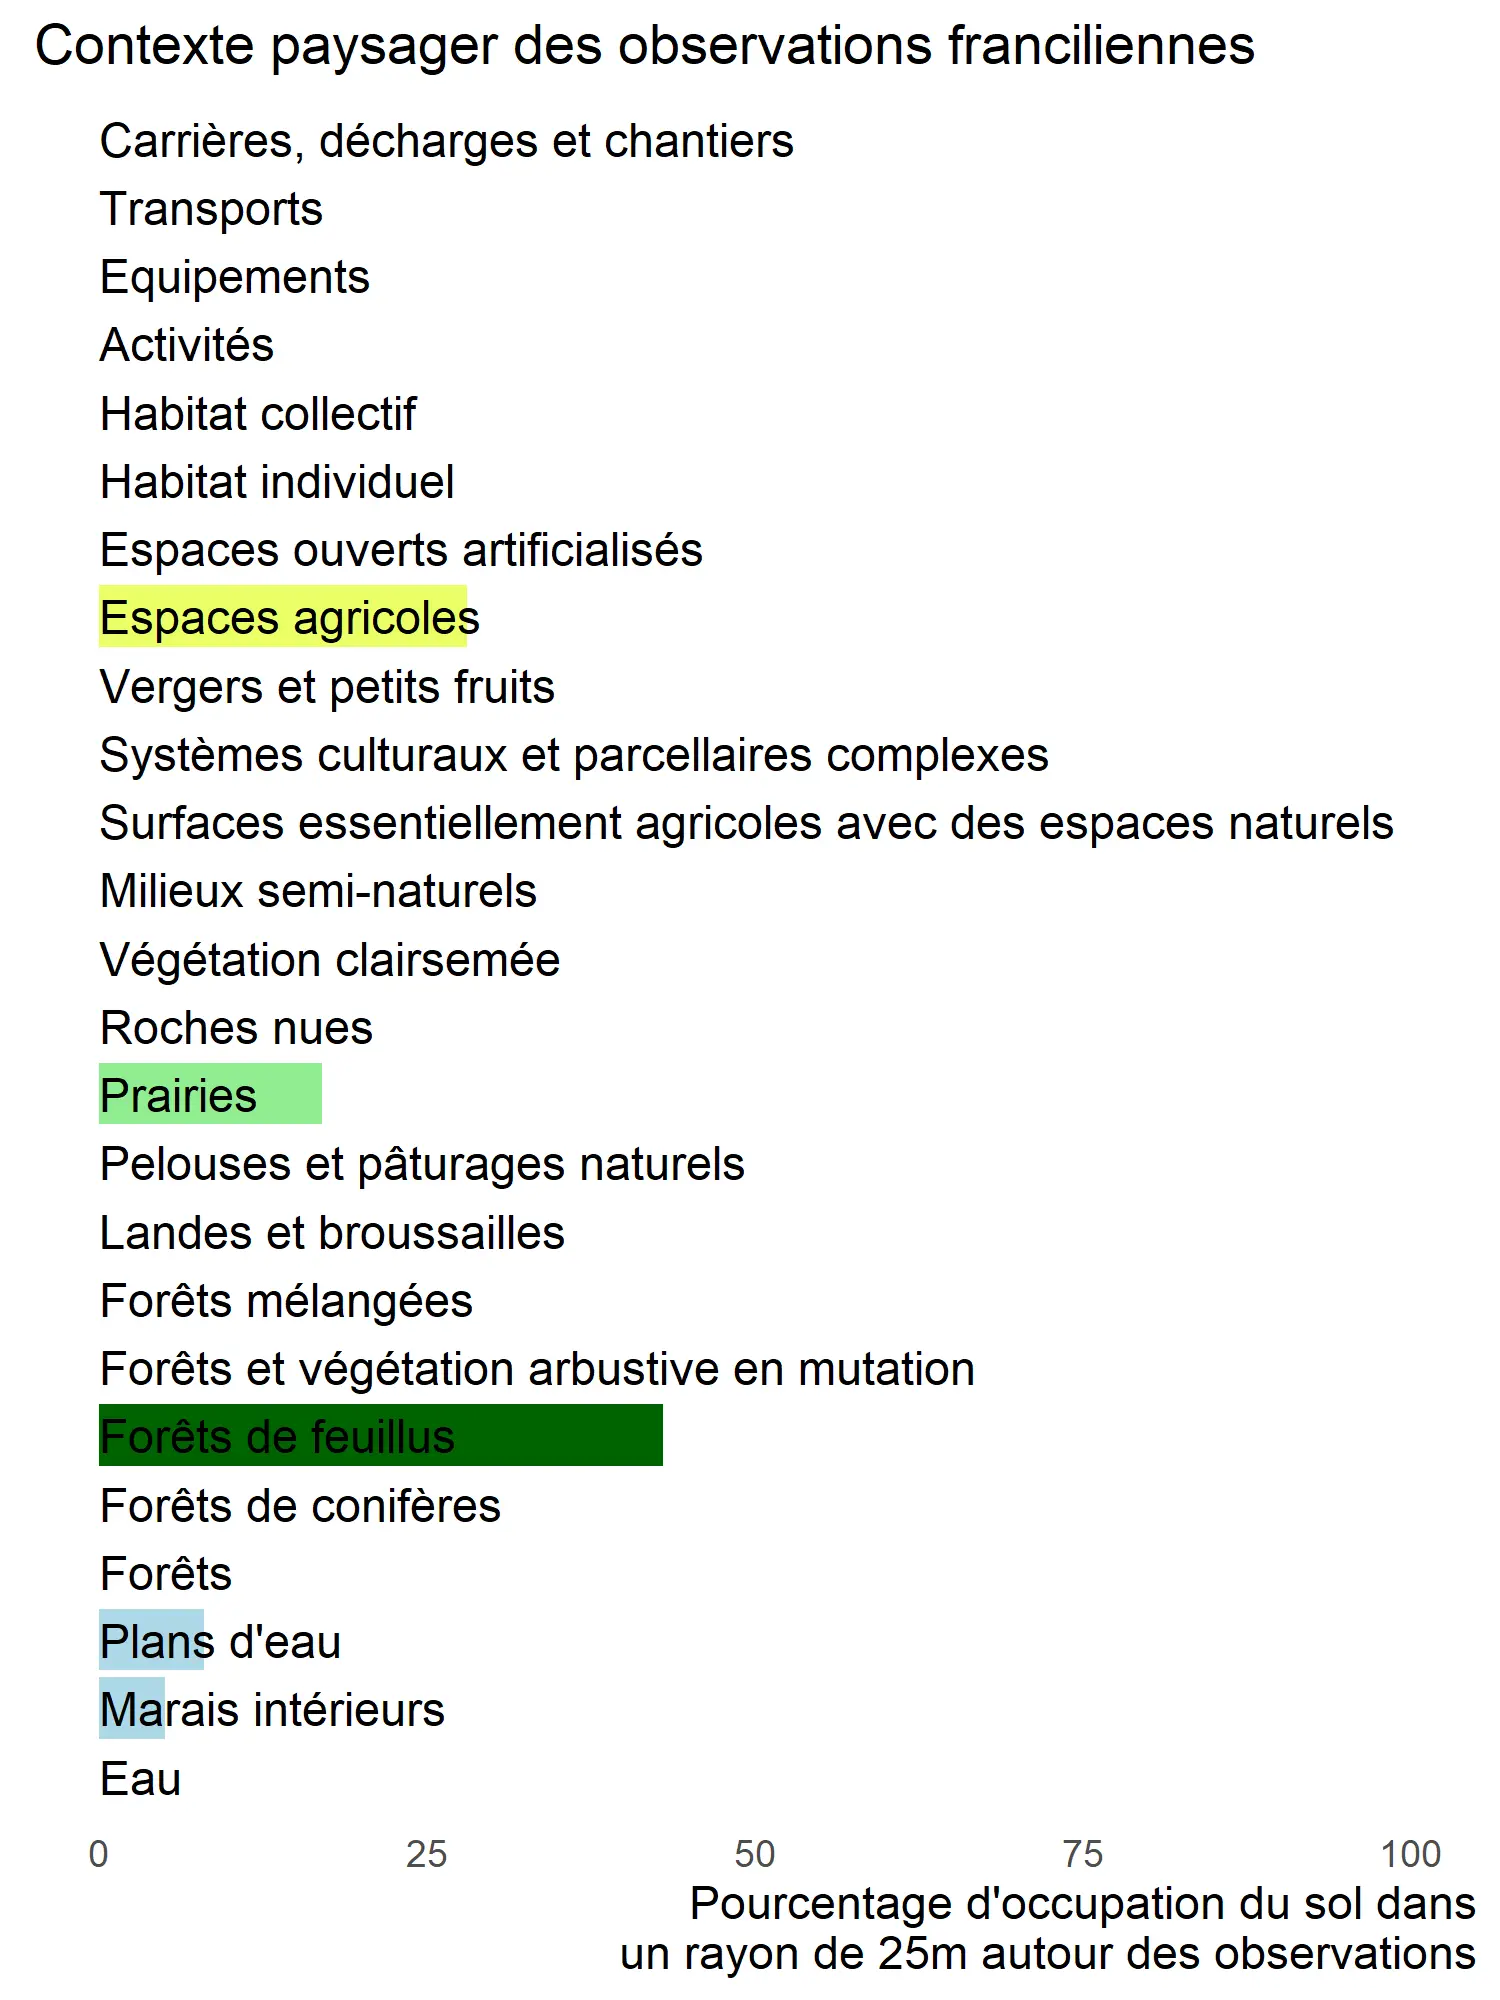 Contexte paysager des observations franciliennes
Carrières, décharges et chantiers
Transports
Equipements
Activités
Habitat collectif
Habitat individuel
Espaces ouverts artificialisés
Espaces agricoles
Vergers et petits fruits
Systèmes culturaux et parcellaires complexes
Surfaces essentiellement agricoles avec des espaces naturels
Milieux semi-naturels
Végétation clairsemée
Roches nues
Prairies
Pelouses et pâturages naturels
Landes et broussailles
Forêts mélangées
Forêts et végétation arbustive en mutation
Forêts de feuillus
Forêts de conifères
Forêts
Plans d'eau
Marais intérieurs
Eau
0 25 50 75 100
Pourcentage d'occupation du sol dans
un rayon de 25m autour des observations